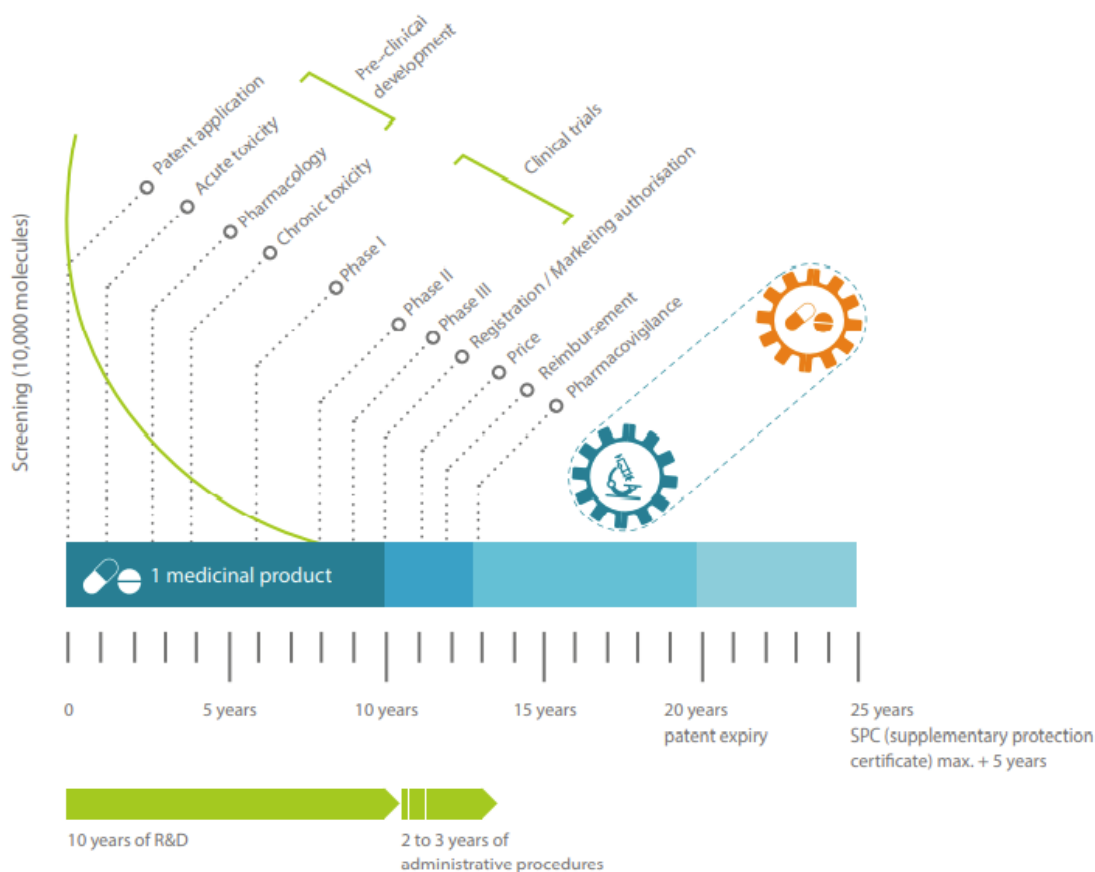 Screening (10,000 molecules)
Patent application
Acute toxicity
Pharmacology
Chronic toxicity
Pre-clinical
development
Phase I
Phase II
Phase III
Clinical trials
Registration / Marketing authorisation
Price
Reimbursement
Pharmacovigilance
1 medicinal product
0
5 years
10 years
15 years
20 years
patent expiry
25 years
SPC (supplementary protection
certificate) max. + 5 years
10 years of R&D
2 to 3 years of
administrative procedures